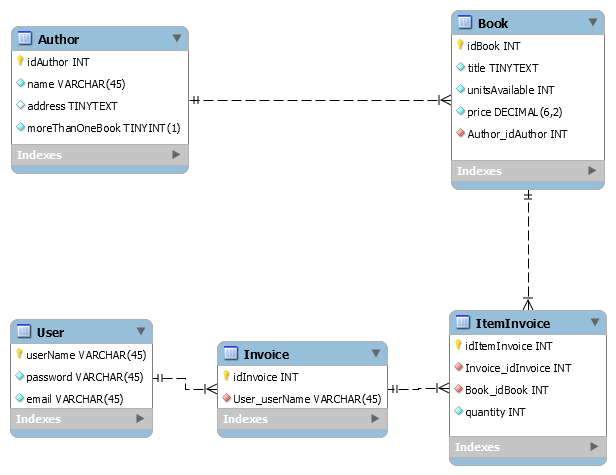 Author
idAuthor INT
name VARCHAR(45)
address TINYTEXT
moreThanOneBook TINYINT(1)
Indexes
Book
idBook INT
title TINYTEXT
unitsAvailable INT
price DECIMAL(6,2)
Author_idAuthor INT
Indexes
User
userName VARCHAR(45)
password VARCHAR(45)
email VARCHAR(45)
Indexes
Invoice
idInvoice INT
User_userName VARCHAR(45)
Indexes
ItemInvoice
idItemInvoice INT
Invoice_idInvoice INT
Book_idBook INT
quantity INT
Indexes